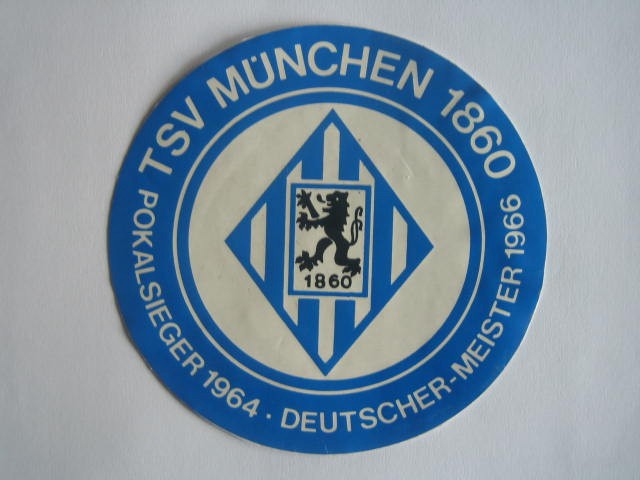 TSV MÜNCHEN 1860
POKALSIEGER 1964 · DEUTSCHER-MEISTER 1966
1860